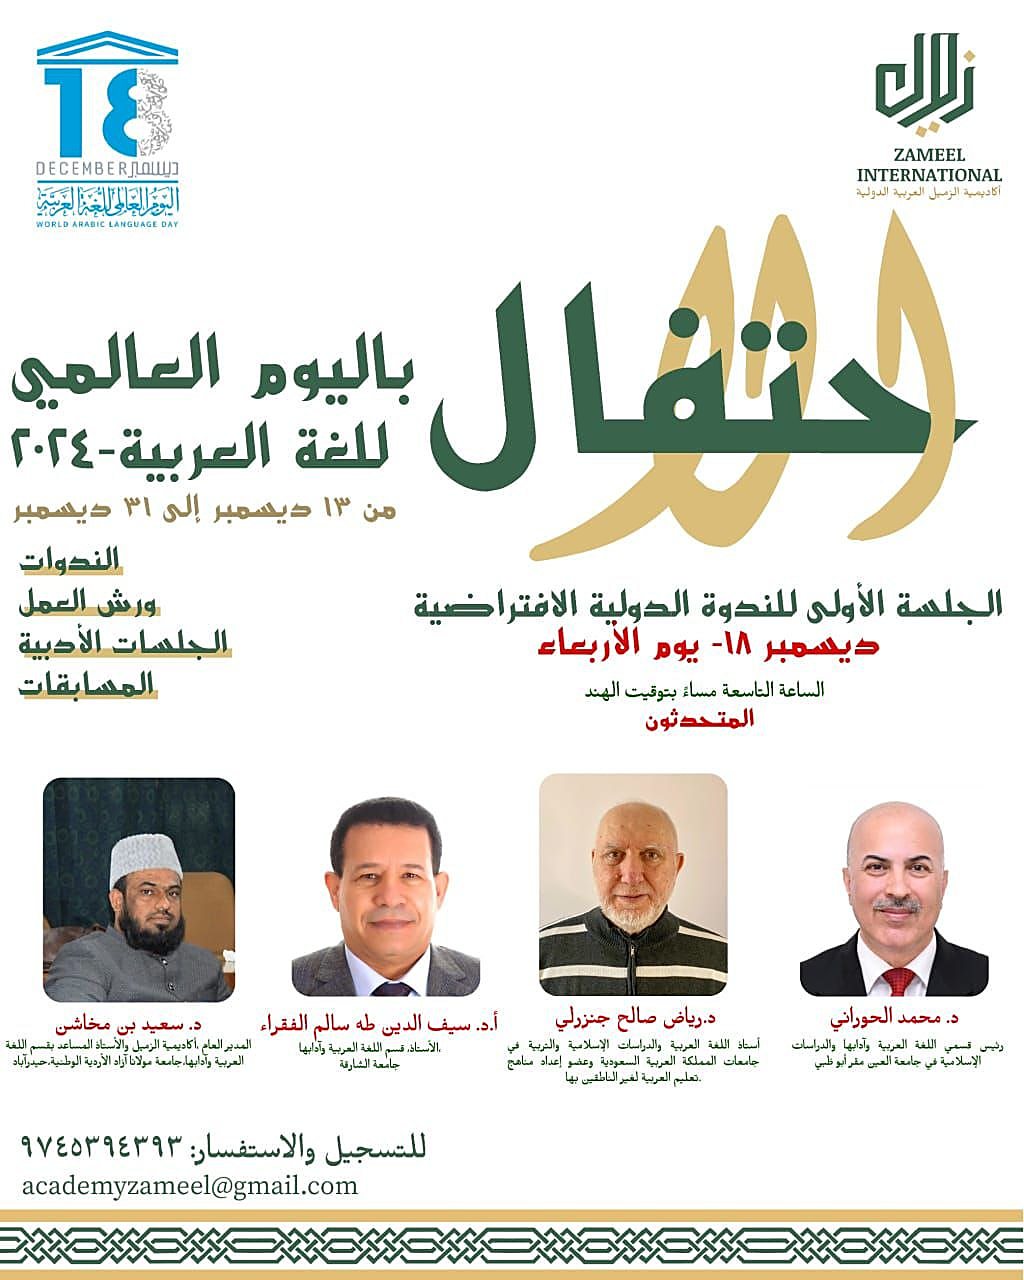 ١٨
DECEMBER ديسمبر
اليوم العالمي للغة العربية
WORLD ARABIC LANGUAGE DAY
زميل
ZAMEEL
INTERNATIONAL
أكاديمية الزميل العربية الدولية
احتفال
باليوم العالمي
للغة العربية-٢٠٢٤
من ١٣ ديسمبر إلى ٣١ ديسمبر
الندوات
ورش العمل
الجلسات الأدبية
المسابقات
الجلسة الأولى للندوة الدولية الافتراضية
ديسمبر ١٨- يوم الأربعاء
الساعة التاسعة مساءً بتوقيت الهند
المتحدثون
د. محمد الحوراني
رئيس قسمي اللغة العربية وآدابها والدراسات
الإسلامية في جامعة العين مقر أبو ظبي
د.رياض صالح جنزرلي
أستاذ اللغة العربية والدراسات الإسلامية والتربية في
جامعات المملكة العربية السعودية وعضو إعداد مناهج
تعليم العربية لغير الناطقين بها.
أ.د. سيف الدين طه سالم الفقراء
الأستاذ، قسم اللغة العربية وآدابها،
جامعة الشارقة
د. سعيد بن مخاشن
المدير العام ،أكاديمية الزميل والأستاذ المساعد بقسم اللغة
العربية وآدابها،جامعة مولانا آزاد الأردية الوطنية،حيدرآباد
للتسجيل والاستفسار: ٩٧٤٥٣٩٤٣٩٣
academyzameel@gmail.com